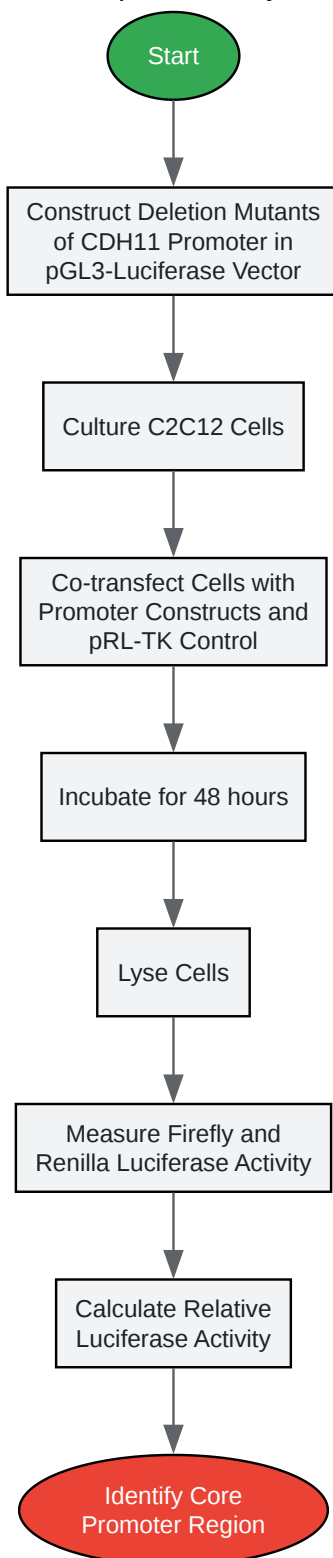 Start
Construct Deletion Mutants
of CDH11 Promoter in
pGL3-Luciferase Vector
Culture C2C12 Cells
Co-transfect Cells with
Promoter Constructs and
pRL-TK Control
Incubate for 48 hours
Lyse Cells
Measure Firefly and
Renilla Luciferase Activity
Calculate Relative
Luciferase Activity
Identify Core
Promoter Region